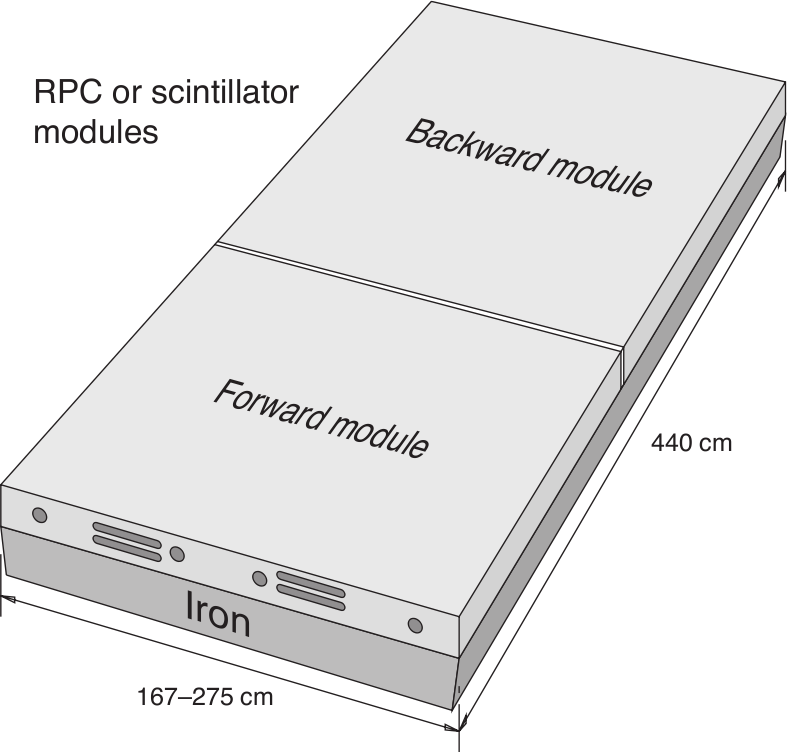 RPC or scintillator
modules
Backward module
Forward module
440 cm
Iron
167–275 cm